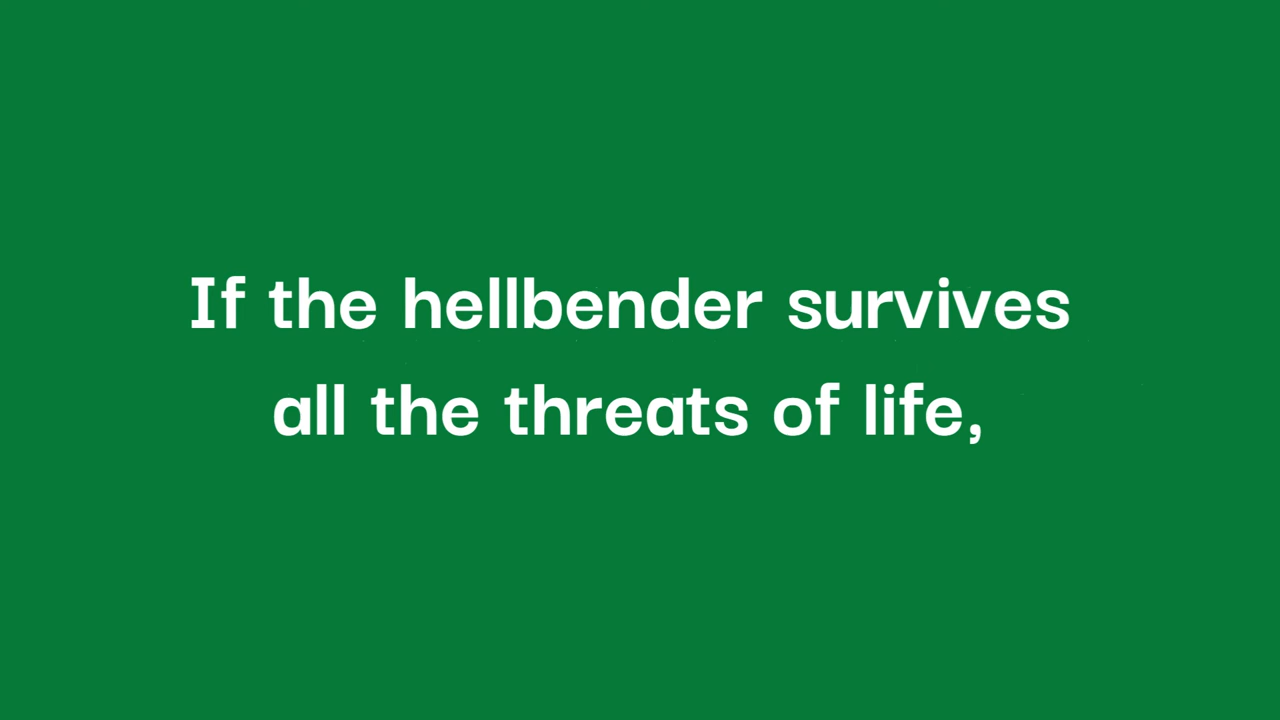 If the hellbender survives
all the threats of life,